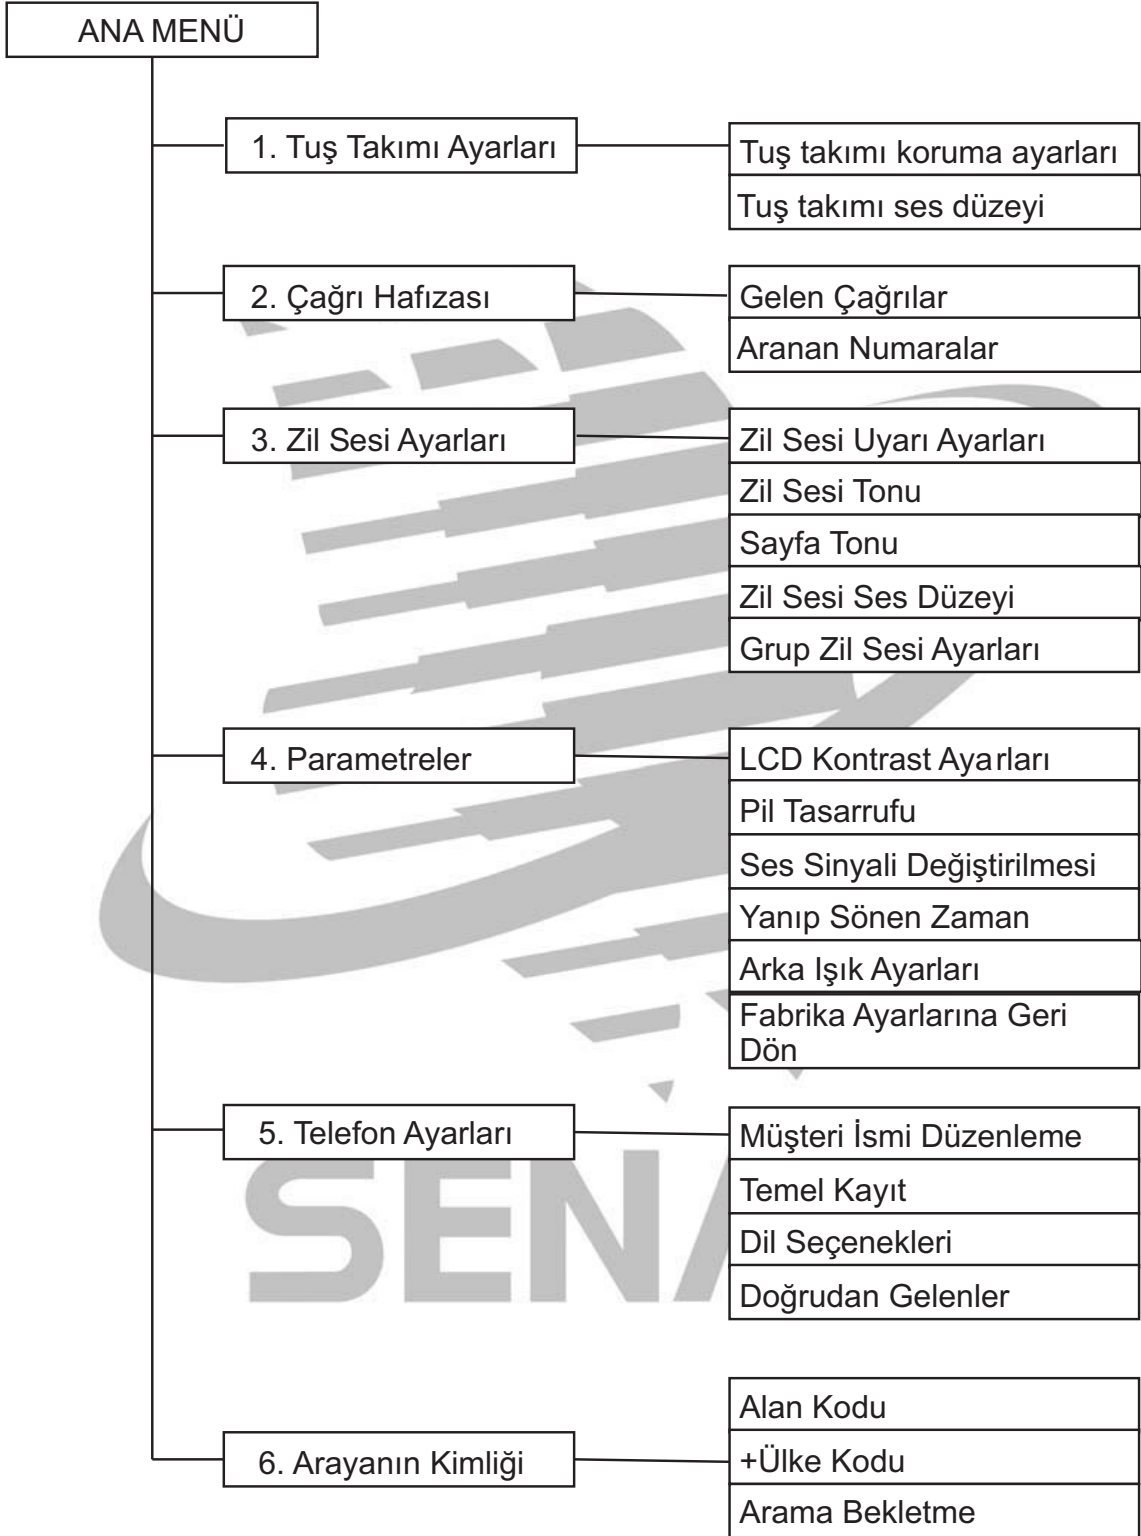 ANA MENÜ
1. Tuş Takımı Ayarları
Tuş takımı koruma ayarları
Tuş takımı ses düzeyi
2. Çağrı Hafızası
Gelen Çağrılar
Aranan Numaralar
3. Zil Sesi Ayarları
Zil Sesi Uyarı Ayarları
Zil Sesi Tonu
Sayfa Tonu
Zil Sesi Ses Düzeyi
Grup Zil Sesi Ayarları
4. Parametreler
LCD Kontrast Ayarları
Pil Tasarrufu
Ses Sinyali Değiştirilmesi
Yanıp Sönen Zaman
Arka Işık Ayarları
Fabrika Ayarlarına Geri
Dön
5. Telefon Ayarları
Müşteri İsmi Düzenleme
Temel Kayıt
Dil Seçenekleri
Doğrudan Gelenler
6. Arayanın Kimliği
Alan Kodu
+Ülke Kodu
Arama Bekletme